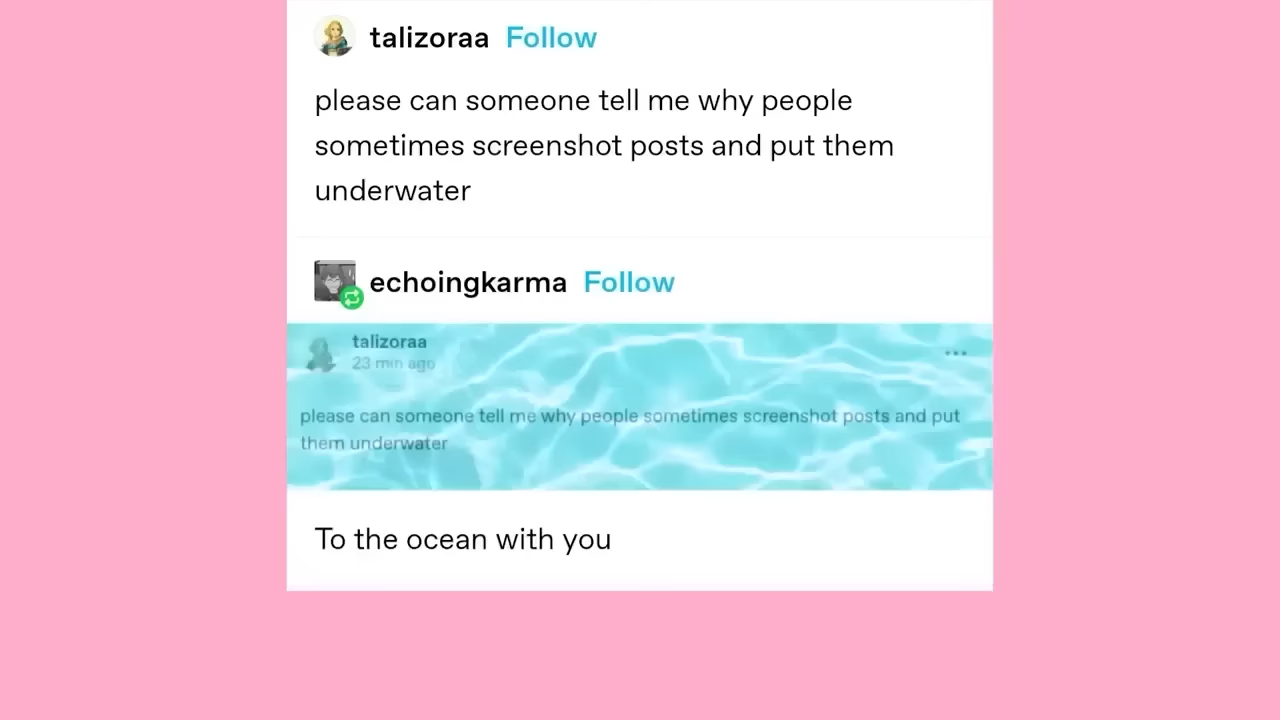 talizoraa Follow
please can someone tell me why people
sometimes screenshot posts and put them
underwater
echoingkarma Follow
talizoraa
23 min ago
please can someone tell me why people sometimes screenshot posts and put
them underwater
To the ocean with you